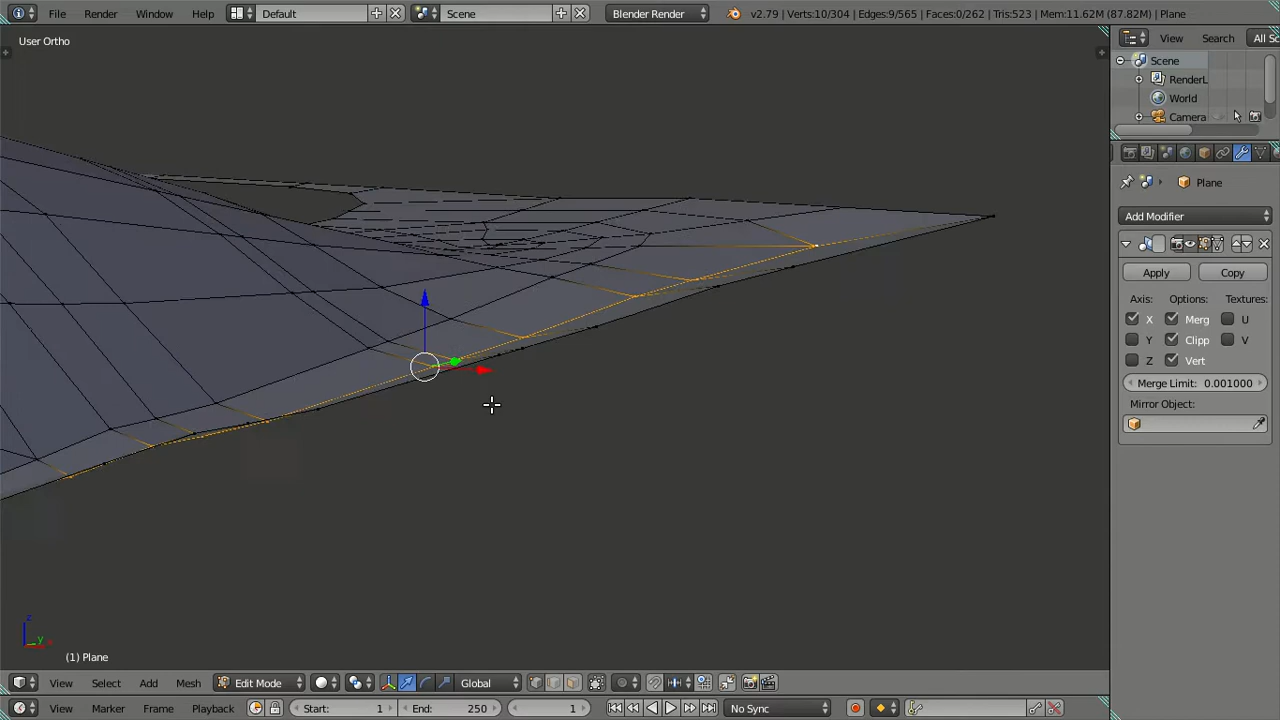 File Render Window Help Default Scene Blender Render v2.79 | Verts:10/304 | Edges:9/565 | Faces:0/262 | Tris:523 | Mem:11.62M (87.82M) | Plane
User Ortho
View Search All Sc
Scene
RenderL
World
Camera
Plane
Add Modifier
Apply Copy
Axis: Options: Textures:
X Merg U
Y Clipp V
Z Vert
Merge Limit: 0.001000
Mirror Object:
z
y x
(1) Plane
View Select Add Mesh Edit Mode Global
View Marker Frame Playback Start: 1 End: 250 1 No Sync